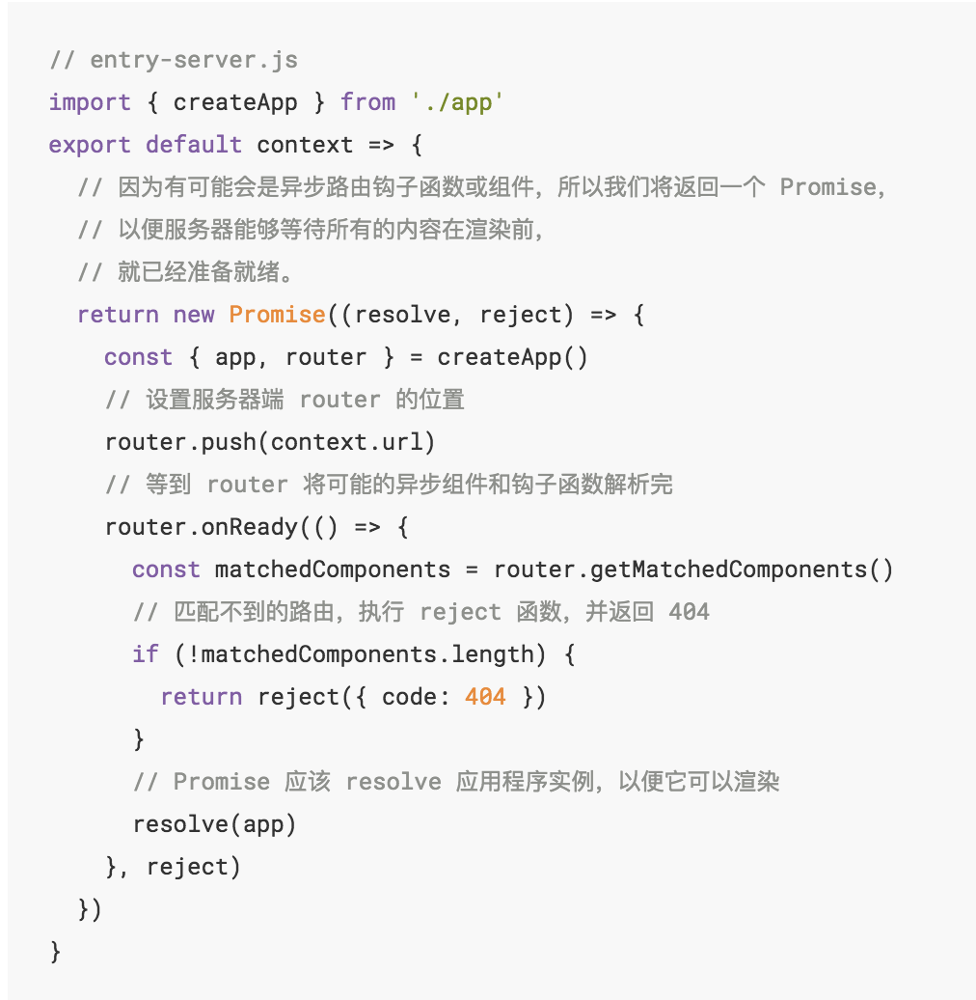 // entry-server.js
import { createApp } from './app'
export default context => {
  // 因为有可能会是异步路由钩子函数或组件，所以我们将返回一个 Promise，
  // 以便服务器能够等待所有的内容在渲染前，
  // 就已经准备就绪。
  return new Promise((resolve, reject) => {
    const { app, router } = createApp()
    // 设置服务器端 router 的位置
    router.push(context.url)
    // 等到 router 将可能的异步组件和钩子函数解析完
    router.onReady(() => {
      const matchedComponents = router.getMatchedComponents()
      // 匹配不到的路由，执行 reject 函数，并返回 404
      if (!matchedComponents.length) {
        return reject({ code: 404 })
      }
      // Promise 应该 resolve 应用程序实例，以便它可以渲染
      resolve(app)
    }, reject)
  })
}